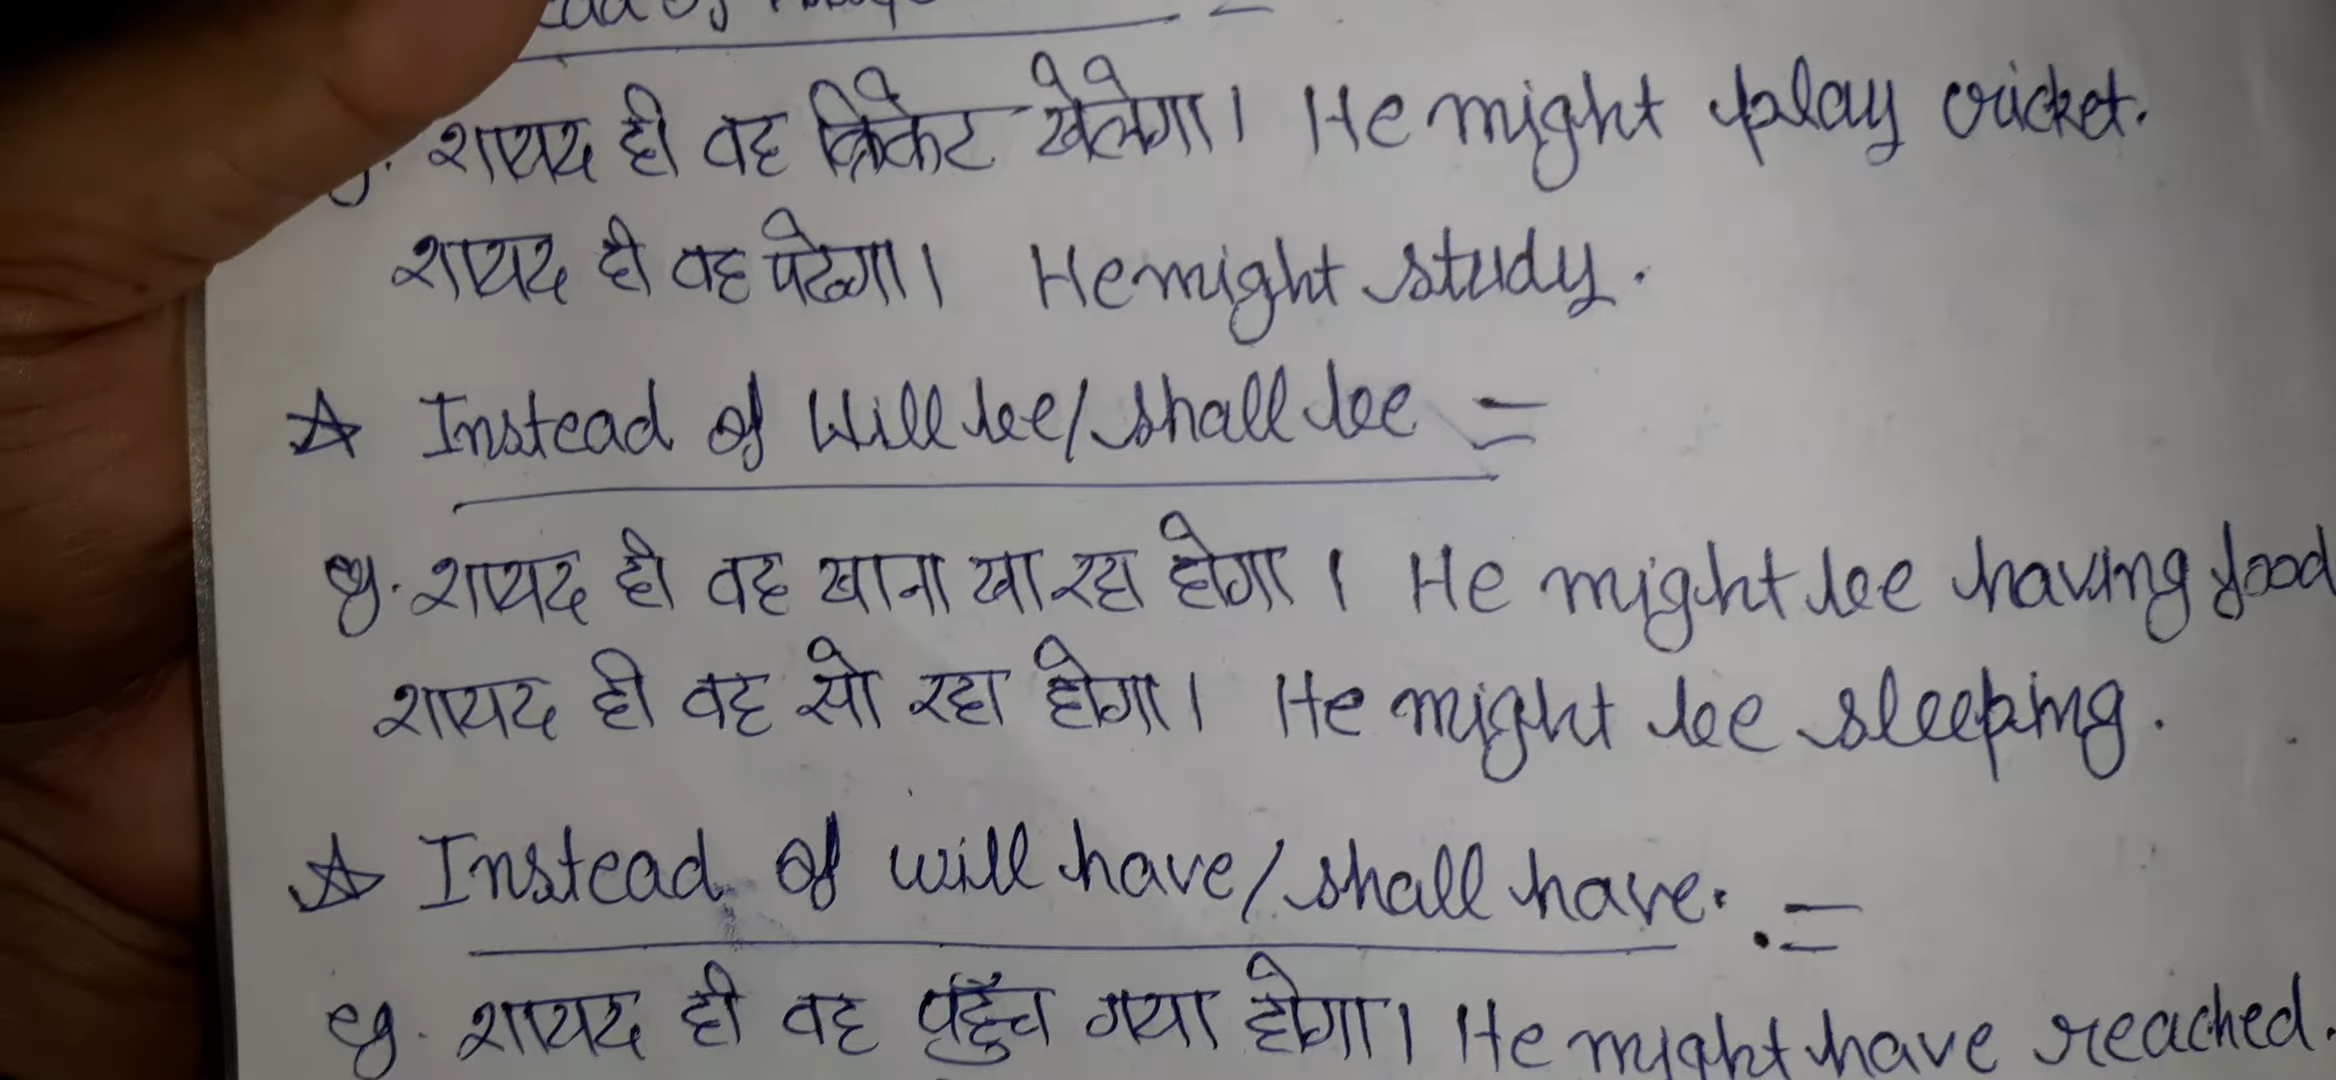 शायद ही वह क्रिकेट खेलेगा। He might play cricket.
शायद ही वह पढेगा। He might study.
☆ Instead of Will be/shall be =
eg. शायद ही वह खाना खा रहा होगा। He might be having food
शायद ही वह सो रहा होगा। He might be sleeping.
☆ Instead of will have/shall have. :=
eg. शायद ही वह पहुँच गया होगा। He might have reached.